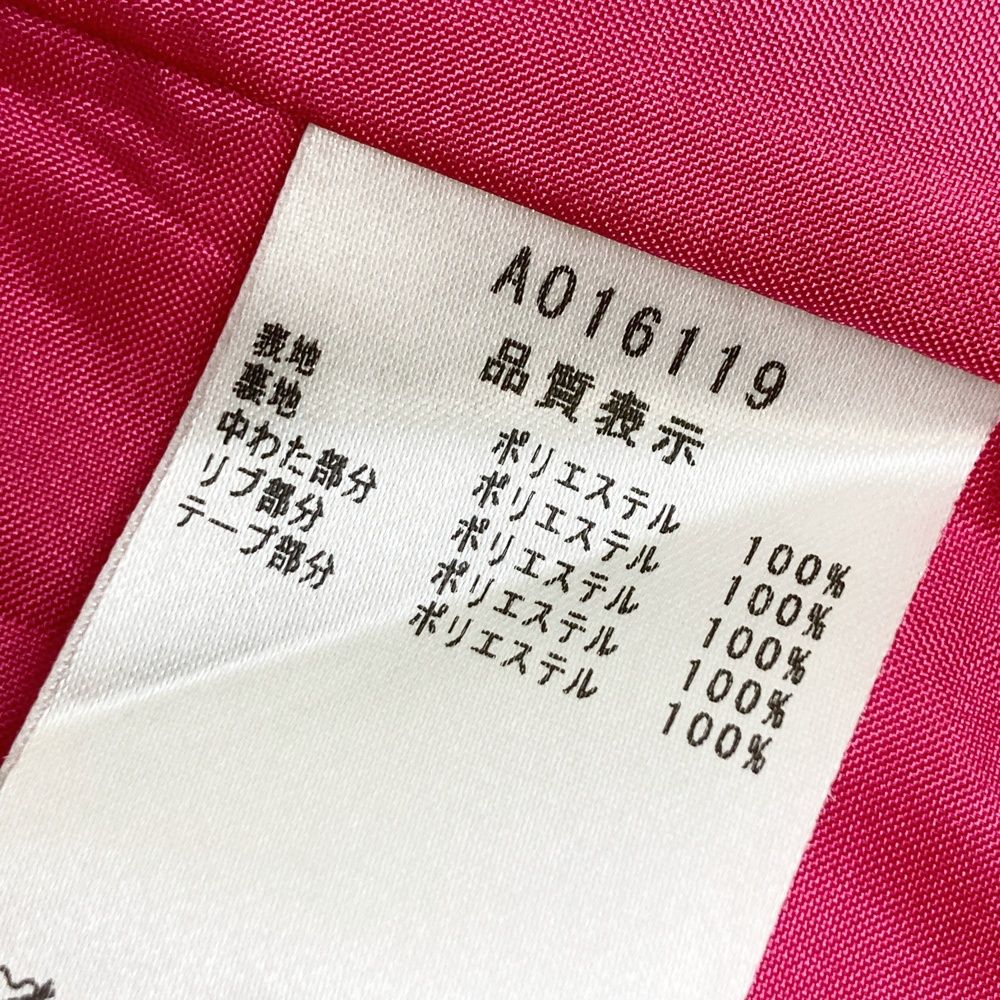 A016119
品質表示
表地 ポリエステル 100%
裏地 ポリエステル 100%
中わた部分 ポリエステル 100%
リブ部分 ポリエステル 100%
テープ部分 ポリエステル 100%